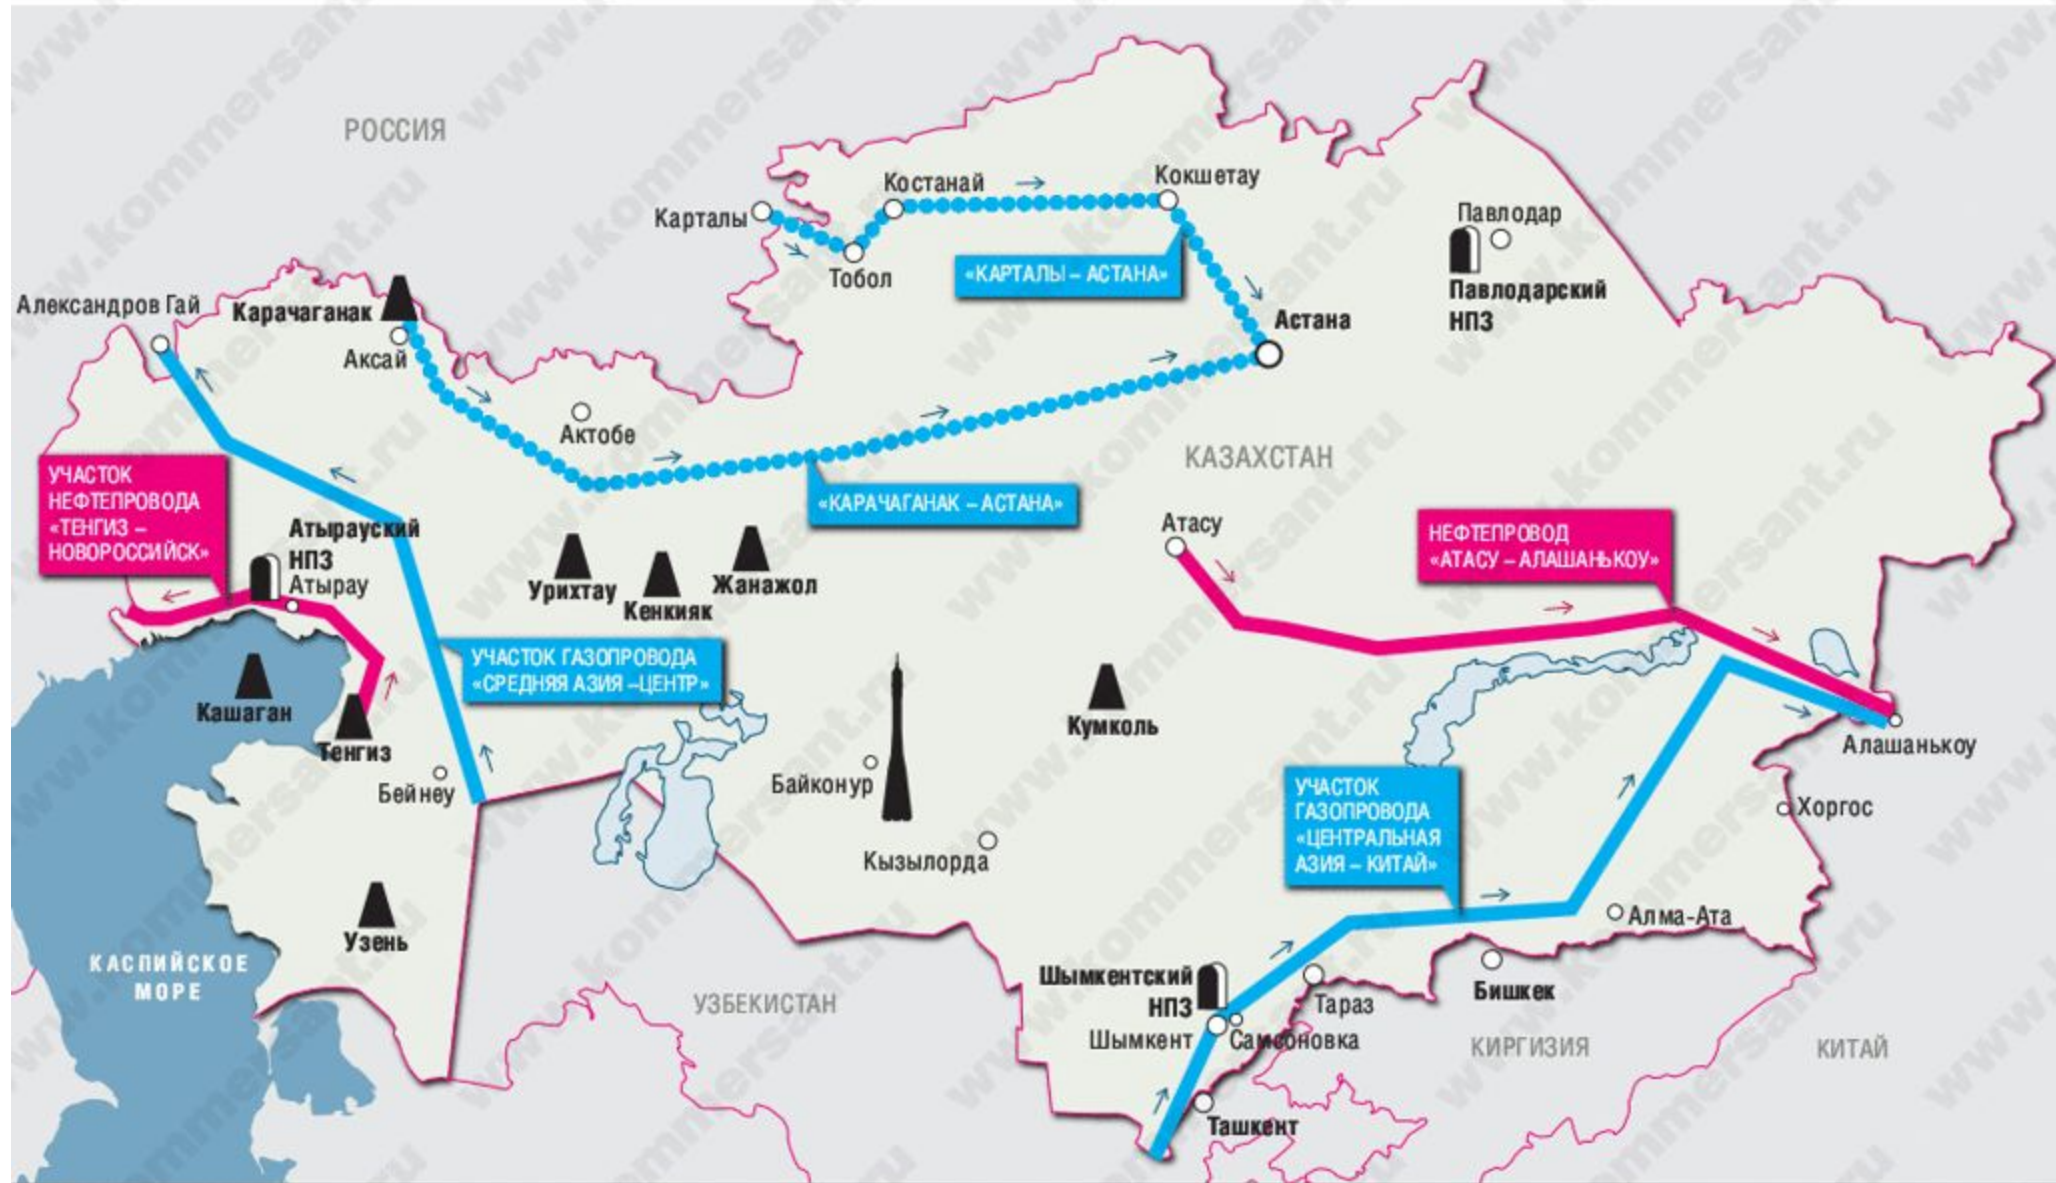 РОССИЯ
Костанай
Кокшетау
Карталы
Тобол
«КАРТАЛЫ – АСТАНА»
Павлодар
Павлодарский
НПЗ
Александров Гай
Карачаганак
Аксай
Астана
Актобе
КАЗАХСТАН
УЧАСТОК
НЕФТЕПРОВОДА
«ТЕНГИЗ –
НОВОРОССИЙСК»
«КАРАЧАГАНАК – АСТАНА»
Атырауский
НПЗ
Атырау
Атасу
НЕФТЕПРОВОД
«АТАСУ – АЛАШАНЬКОУ»
Урихтау
Кенкияк
Жанажол
УЧАСТОК ГАЗОПРОВОДА
«СРЕДНЯЯ АЗИЯ –ЦЕНТР»
Кашаган
Тенгиз
Бейнеу
Байконур
Кумколь
Алашанькоу
УЧАСТОК
ГАЗОПРОВОДА
«ЦЕНТРАЛЬНАЯ
АЗИЯ – КИТАЙ»
Хоргос
Кызылорда
Узень
Алма-Ата
КАСПИЙСКОЕ
МОРЕ
УЗБЕКИСТАН
Шымкентский
НПЗ
Шымкент
Самсоновка
Тараз
Бишкек
КИРГИЗИЯ
КИТАЙ
Ташкент
www.kommersant.ru